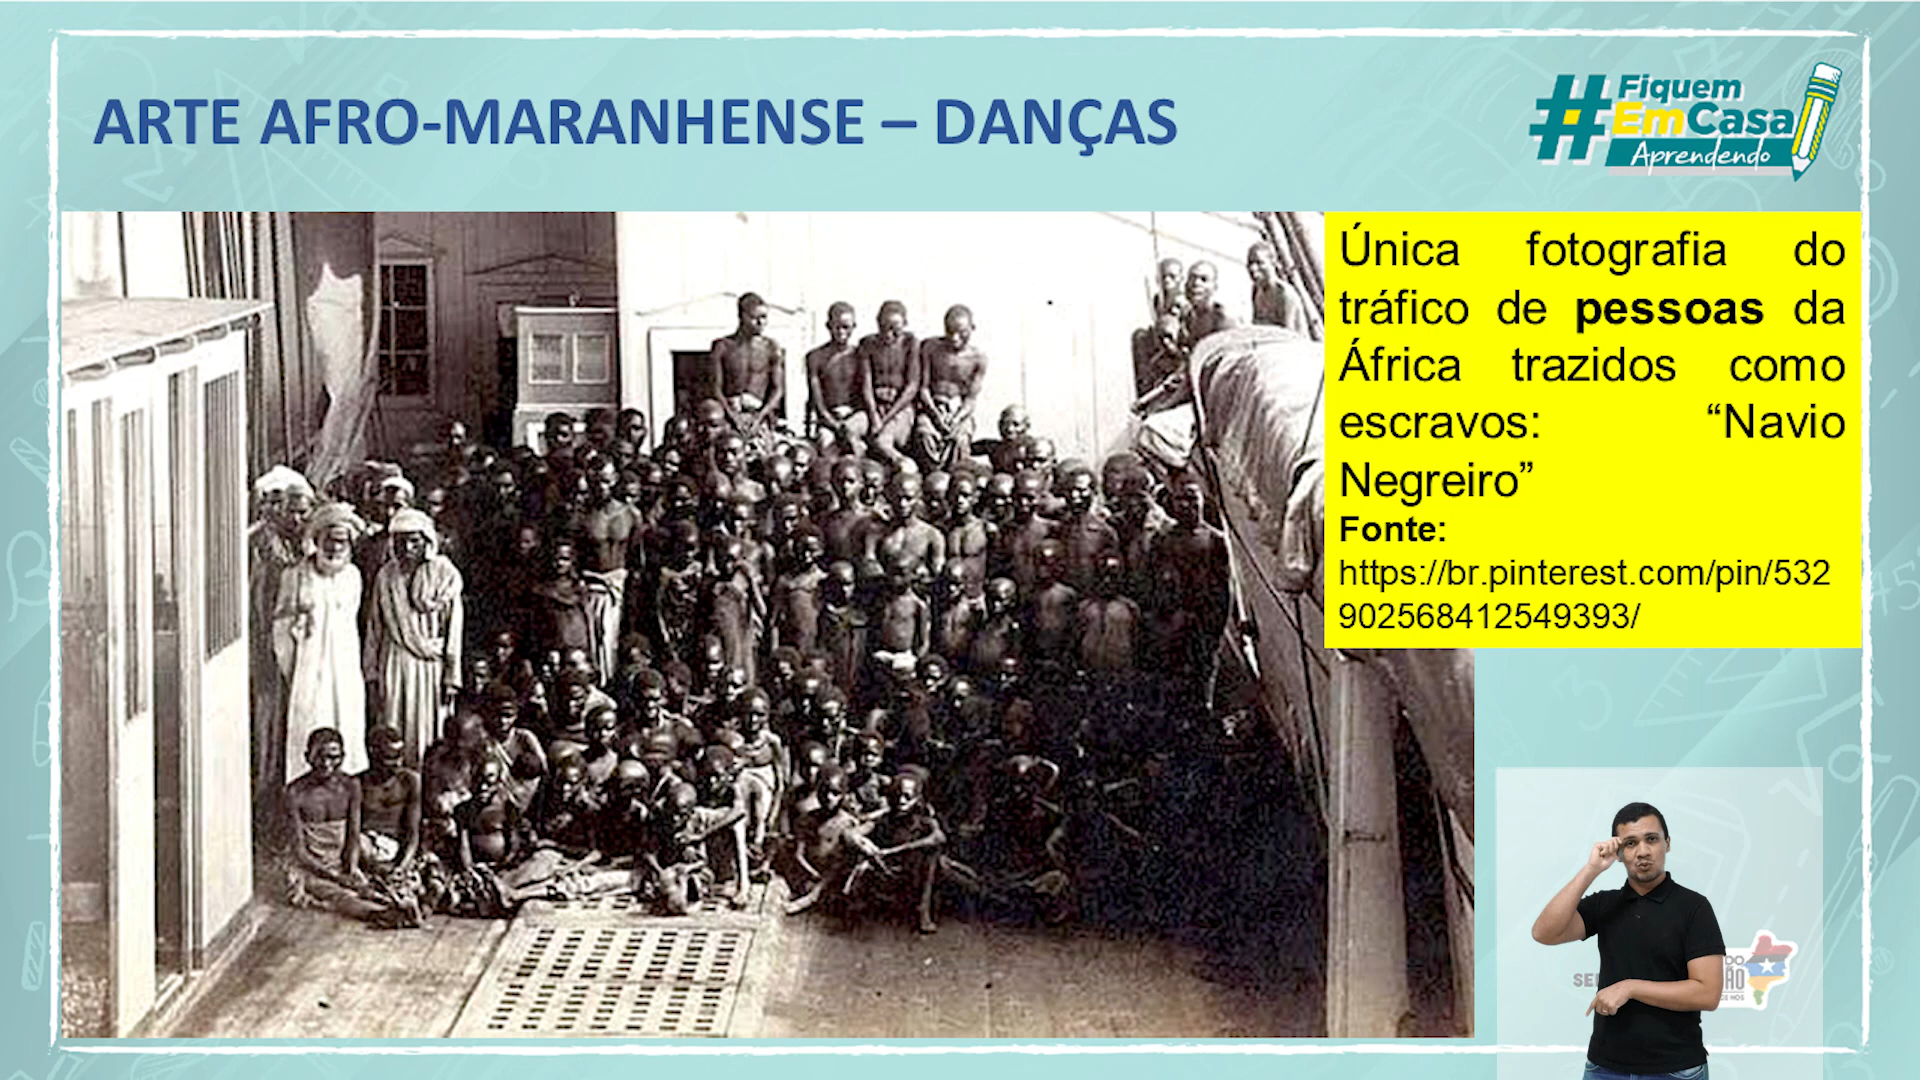 ARTE AFRO-MARANHENSE – DANÇAS
#Fiquem
EmCasa
Aprendendo
Única fotografia do
tráfico de pessoas da
África trazidos como
escravos: “Navio
Negreiro”
Fonte:
https://br.pinterest.com/pin/532
902568412549393/